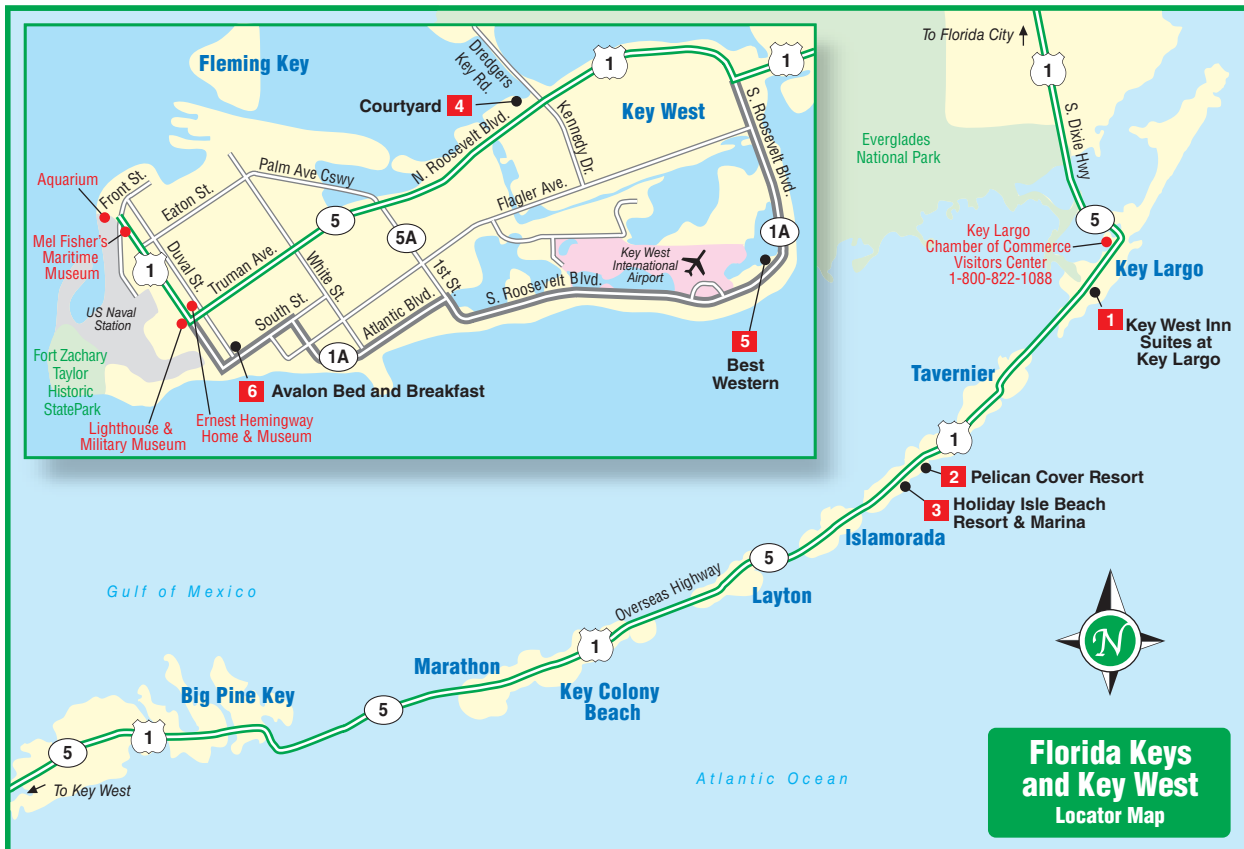 To Florida City
1
S. Dixie Hwy
Everglades
National Park
5
Key Largo
Chamber of Commerce
Visitors Center
1-800-822-1088
Key Largo
1
Key West Inn
Suites at
Key Largo
Tavernier
1
2
Pelican Cover Resort
3
Holiday Isle Beach
Resort & Marina
Islamorada
5
Layton
Overseas Highway
1
Key Colony
Beach
Marathon
5
Big Pine Key
1
5
To Key West
Gulf of Mexico
Atlantic Ocean
N
Florida Keys
and Key West
Locator Map
Fleming Key
Dredgers
Key Rd.
1
1
Courtyard
4
Key West
N. Roosevelt Blvd.
Kennedy Dr.
S. Roosevelt Blvd.
Palm Ave Cswy
Flagler Ave.
Aquarium
Front St.
Eaton St.
Mel Fisher's
Maritime
Museum
1
Duval St.
Truman Ave.
5
5A
White St.
1st St.
Key West
International
Airport
1A
US Naval
Station
South St.
Atlantic Blvd.
S. Roosevelt Blvd.
1A
5
Best
Western
Fort Zachary
Taylor
Historic
StatePark
6
Avalon Bed and Breakfast
Lighthouse &
Military Museum
Ernest Hemingway
Home & Museum